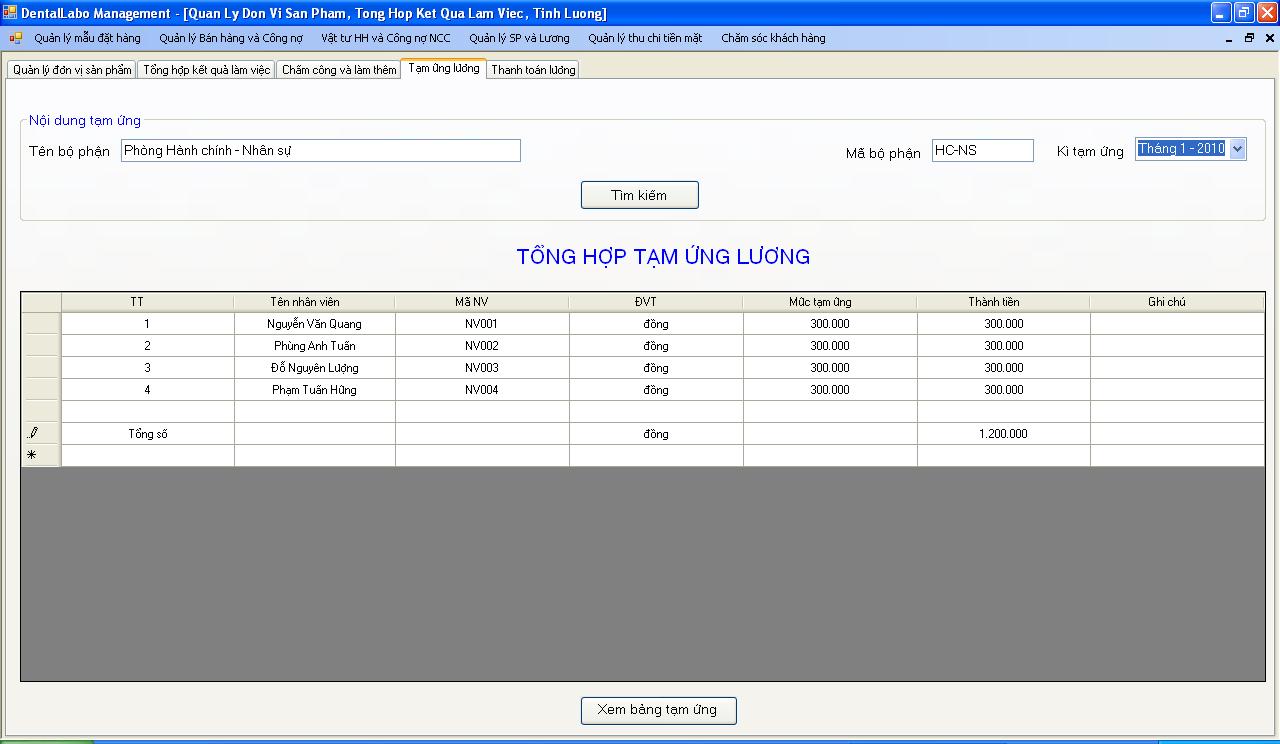 DentalLabo Management - [Quan Ly Don Vi San Pham, Tong Hop Ket Qua Lam Viec, Tinh Luong]
Quản lý mẫu đặt hàng Quản lý Bán hàng và Công nợ Vật tư HH và Công nợ NCC Quản lý SP và Lương Quản lý thu chi tiền mặt Chăm sóc khách hàng
Quản lý đơn vị sản phẩm Tổng hợp kết quả làm việc Chấm công và làm thêm Tạm ứng lương Thanh toán lương
Nội dung tạm ứng
Tên bộ phận Phòng Hành chính - Nhân sự Mã bộ phận HC-NS Kì tạm ứng Tháng 1 - 2010
Tìm kiếm
TỔNG HỢP TẠM ỨNG LƯƠNG
TT Tên nhân viên Mã NV ĐVT Mức tạm ứng Thành tiền Ghi chú
1 Nguyễn Văn Quang NV001 đồng 300.000 300.000
2 Phùng Anh Tuấn NV002 đồng 300.000 300.000
3 Đỗ Nguyên Lượng NV003 đồng 300.000 300.000
4 Phạm Tuấn Hững NV004 đồng 300.000 300.000
Tổng số đồng 1.200.000
Xem bảng tạm ứng